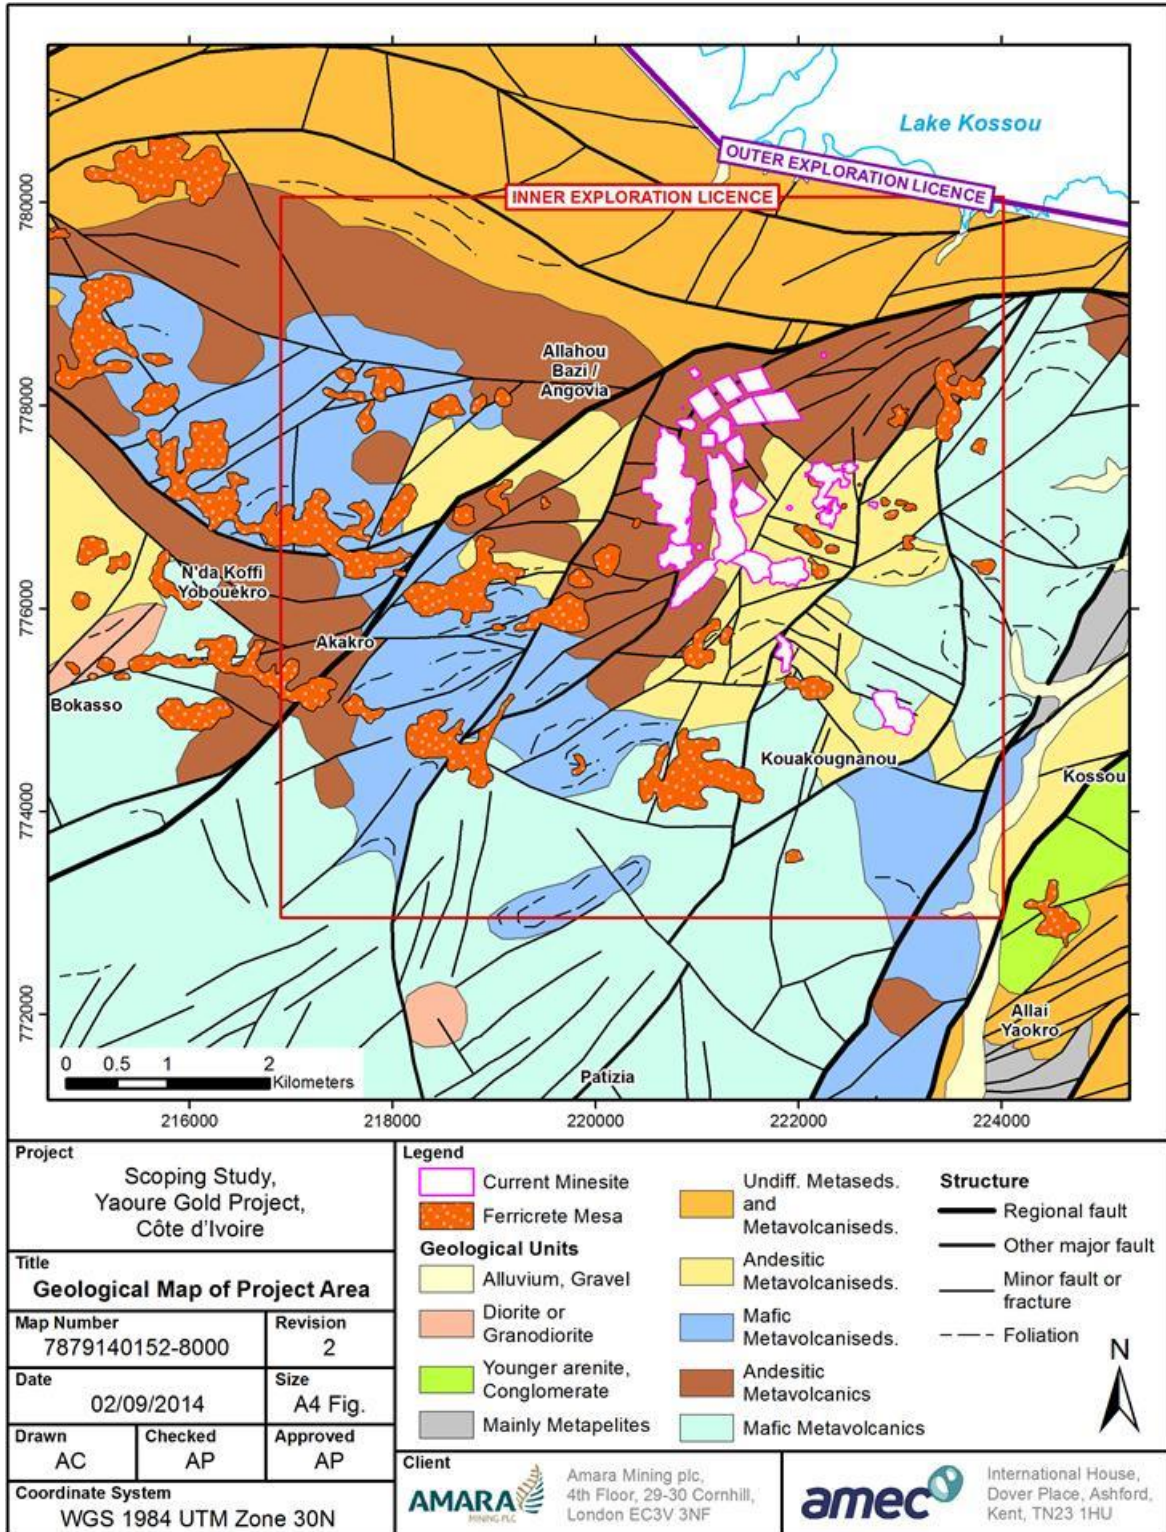 Lake Kossou
OUTER EXPLORATION LICENCE
INNER EXPLORATION LICENCE
780000
778000
776000
774000
772000
Allahou
Bazi /
Angovia
N'da Koffi
Yobouékro
Akakro
Bokasso
Kouakougnanou
Kossou
Allai
Yaokro
Patizia
0 0.5 1 2
Kilometers
216000 218000 220000 222000 224000
Project
Scoping Study,
Yaoure Gold Project,
Côte d'Ivoire
Title
Geological Map of Project Area
Map Number
7879140152-8000
Revision
2
Date
02/09/2014
Size
A4 Fig.
Drawn
AC
Checked
AP
Approved
AP
Coordinate System
WGS 1984 UTM Zone 30N
Legend
Current Minesite
Ferricrete Mesa
Geological Units
Alluvium, Gravel
Diorite or
Granodiorite
Younger arenite,
Conglomerate
Mainly Metapelites
Undiff. Metaseds.
and
Metavolcaniseds.
Andesitic
Metavolcaniseds.
Mafic
Metavolcaniseds.
Andesitic
Metavolcanics
Mafic Metavolcanics
Structure
Regional fault
Other major fault
Minor fault or
fracture
Foliation
N
Client
AMARA
MINING PLC
Amara Mining plc,
4th Floor, 29-30 Cornhill,
London EC3V 3NF
amec
International House,
Dover Place, Ashford,
Kent, TN23 1HU